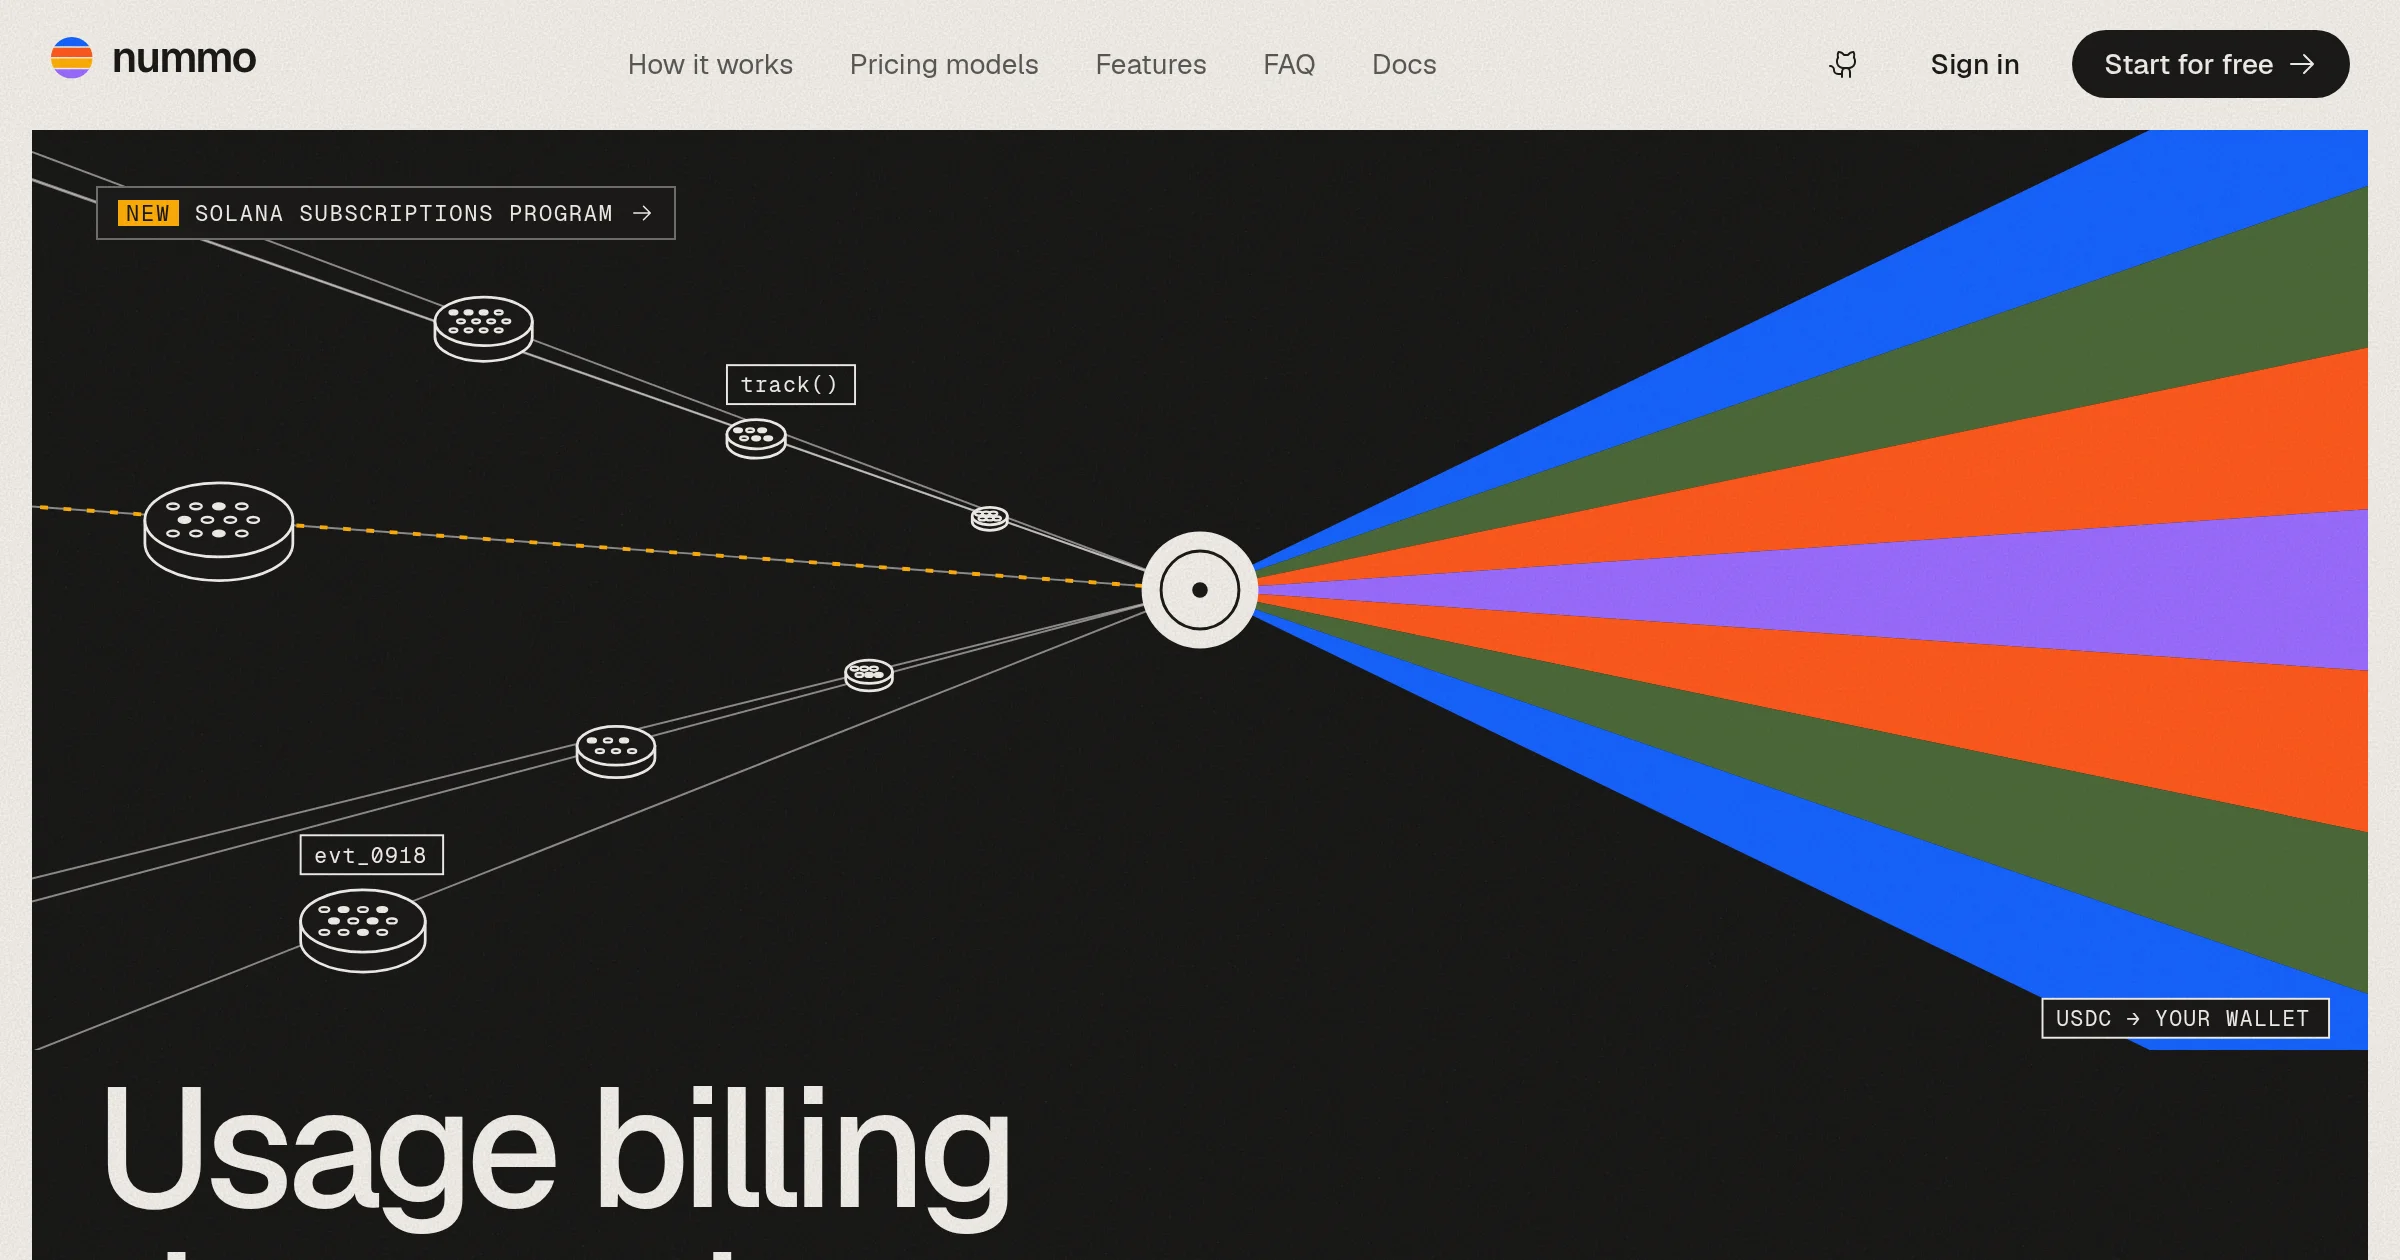 nummo
How it works
Pricing models
Features
FAQ
Docs
Sign in
Start for free →
NEW SOLANA SUBSCRIPTIONS PROGRAM →
track()
evt_0918
USDC → YOUR WALLET
Usage billing